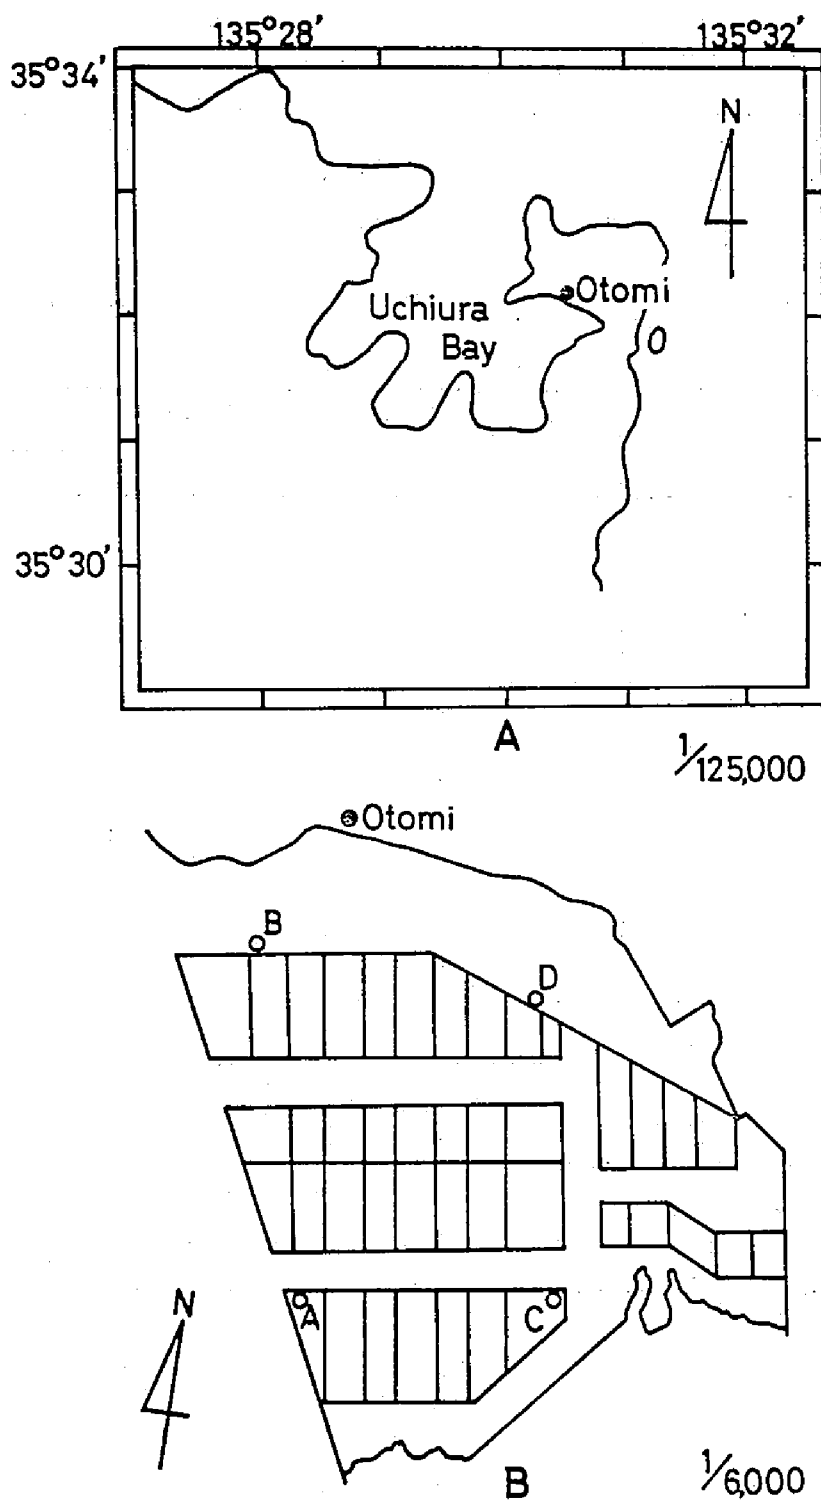 135°28′ 135°32′
35°34′
N
Otomi
Uchiura
Bay
35°30′
A
1/125,000
Otomi
B
D
A
C
N
B
1/6,000